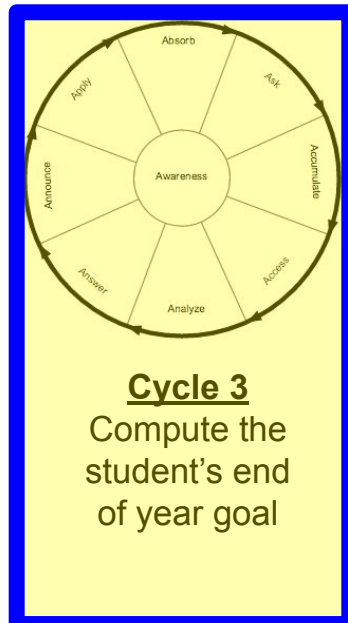 Absorb
Ask
Accumulate
Access
Analyze
Answer
Announce
Apply
Awareness
Cycle 3
Compute the
student’s end
of year goal